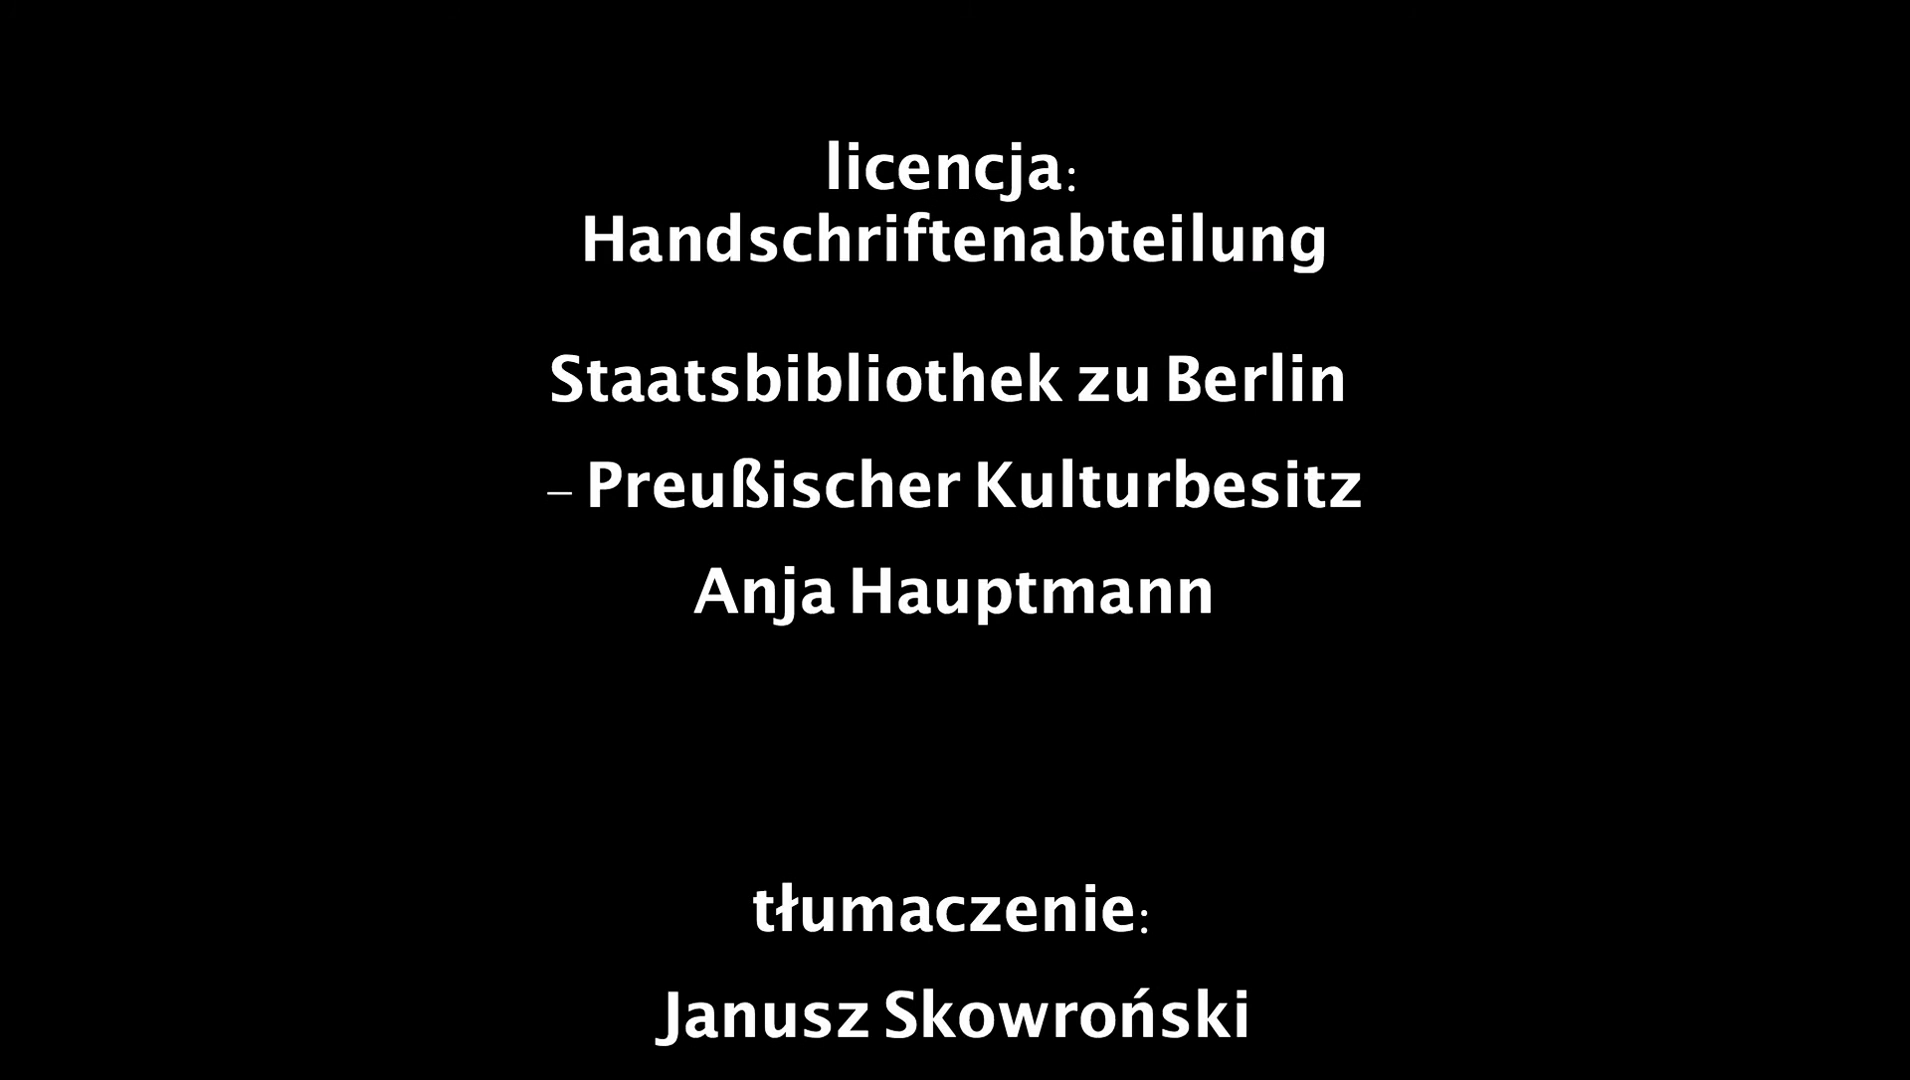 licencja:
Handschriftenabteilung
Staatsbibliothek zu Berlin
– Preußischer Kulturbesitz
Anja Hauptmann
tłumaczenie:
Janusz Skowroński